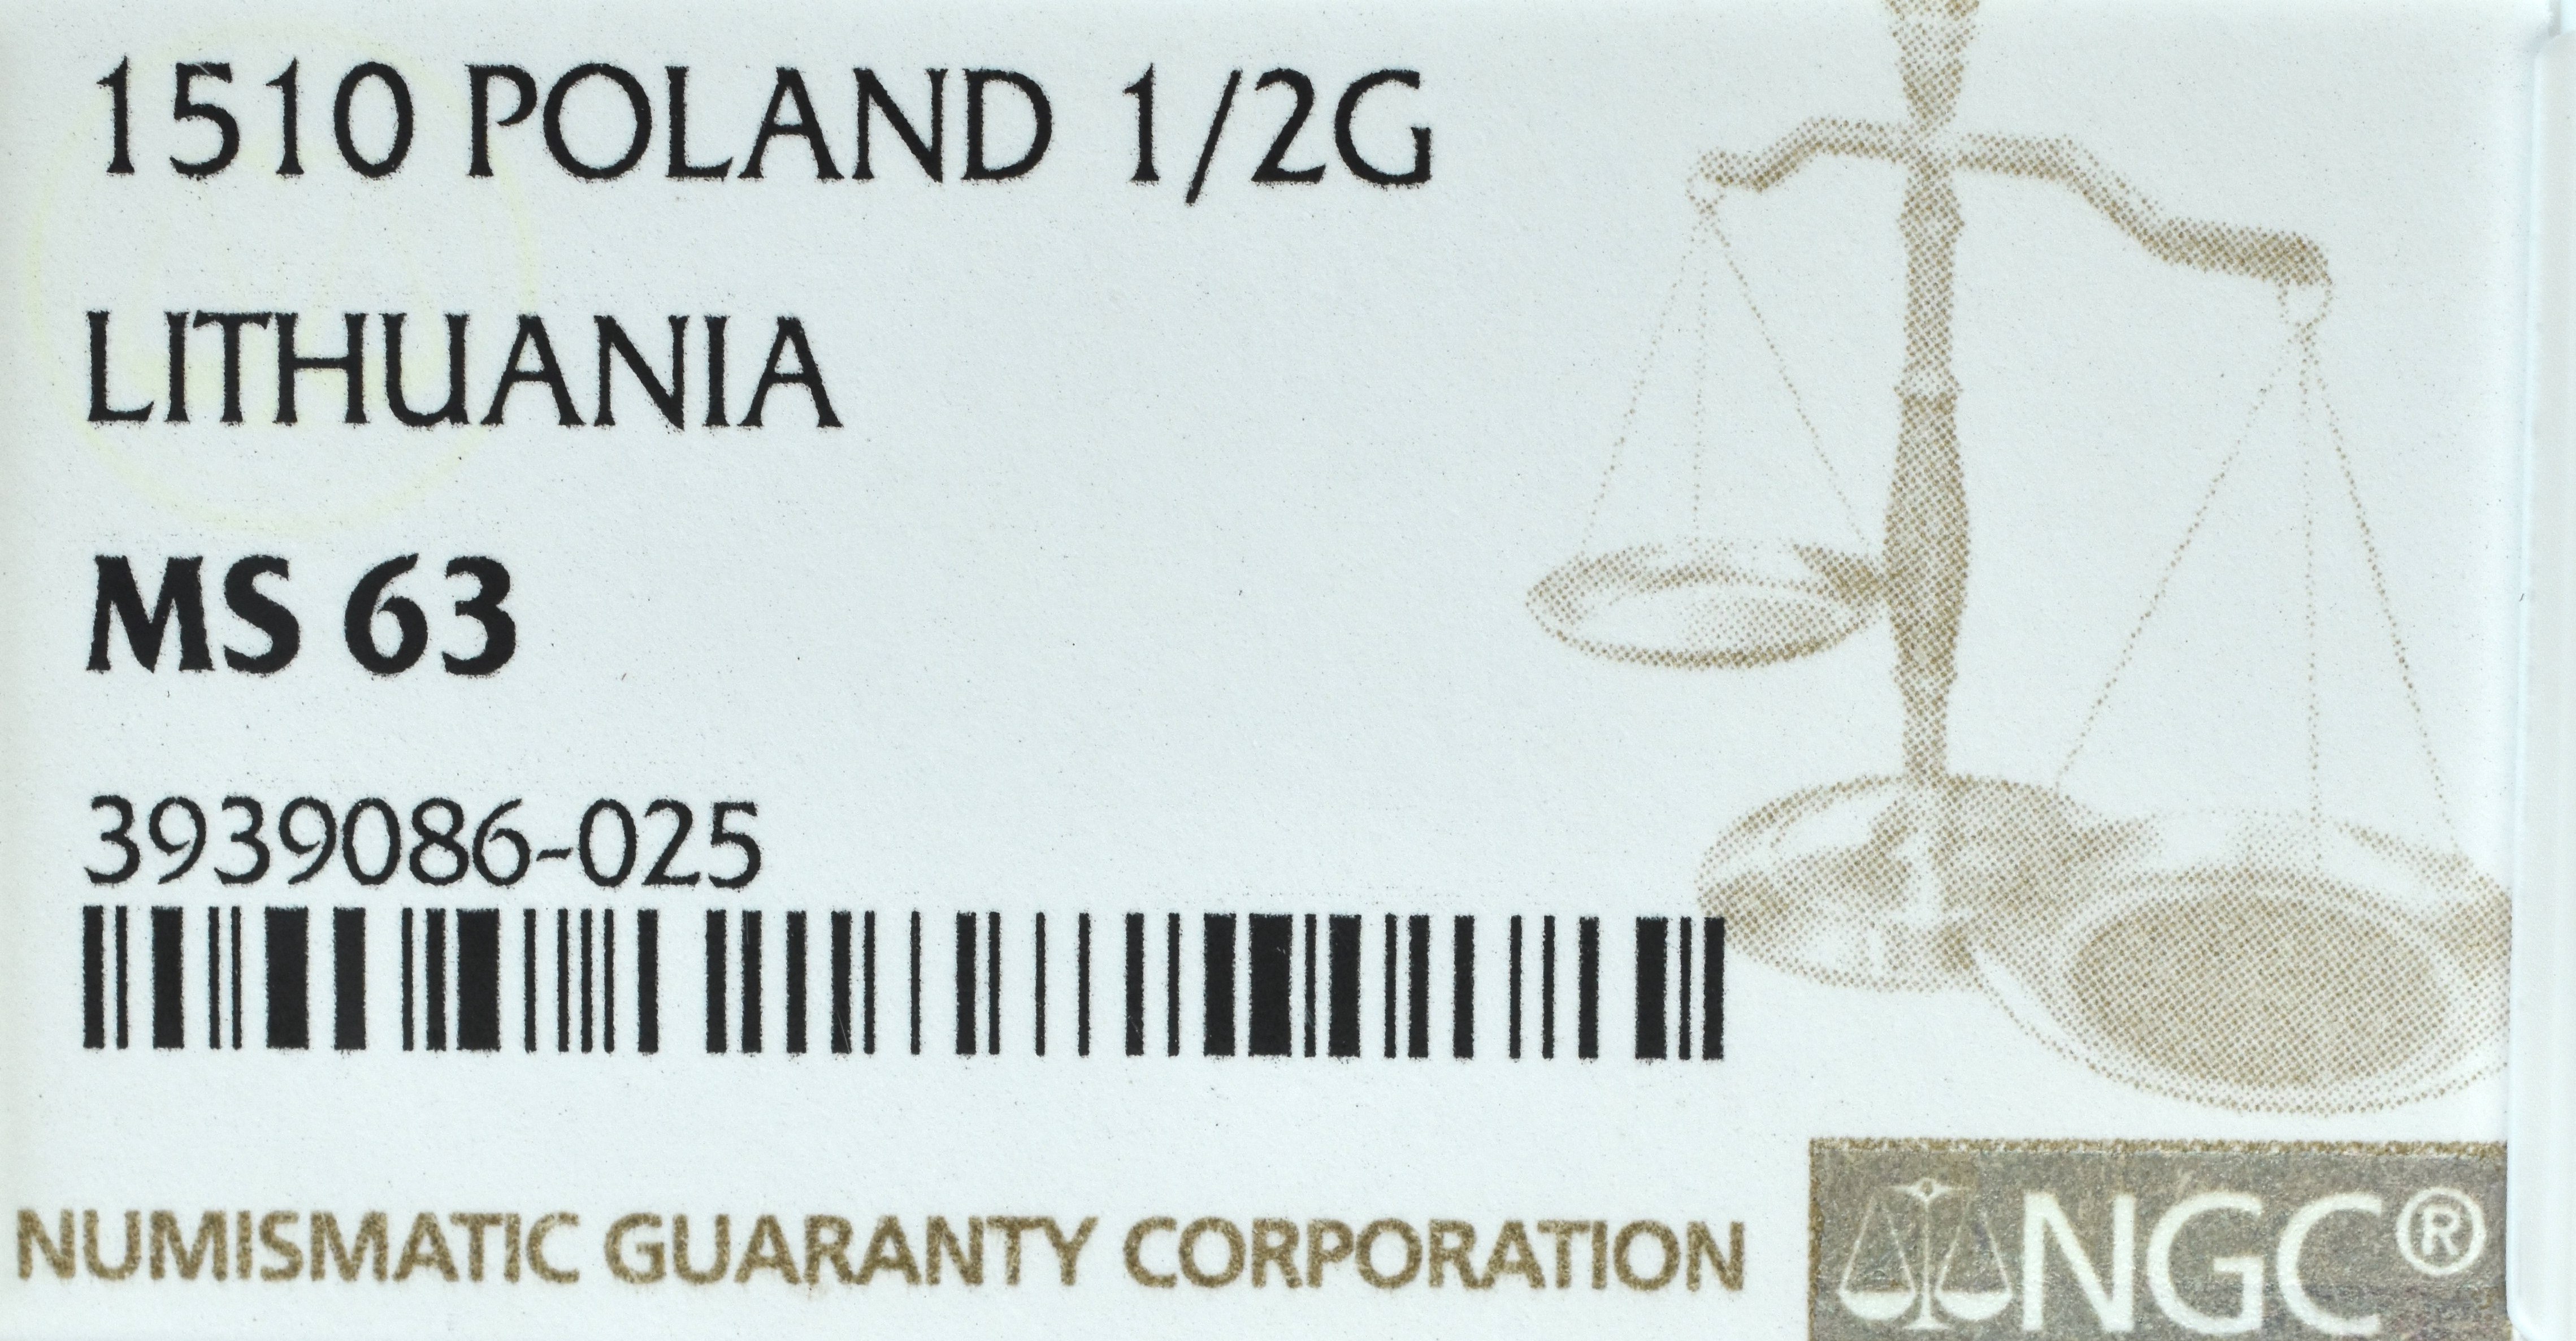 1510 POLAND 1/2G
LITHUANIA
MS 63
3939086-025
NUMISMATIC GUARANTY CORPORATION
NGC®